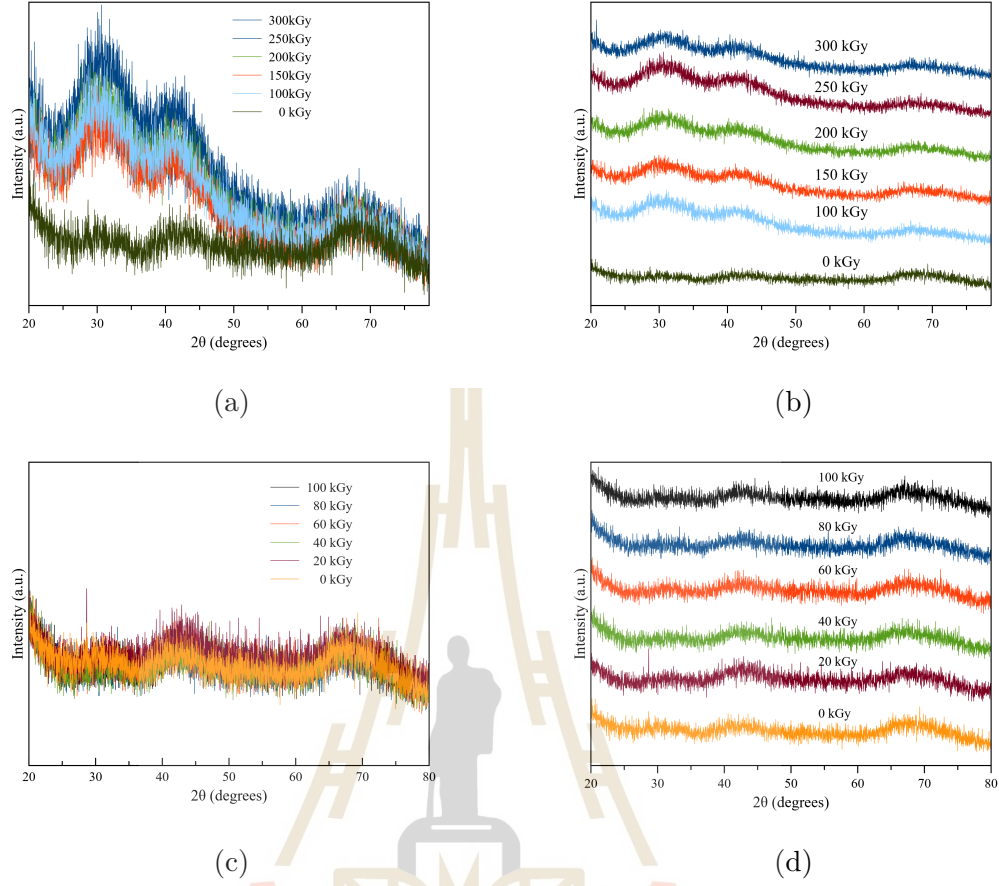 300kGy
250kGy
200kGy
150kGy
100kGy
0 kGy
Intensity (a.u.)
20 30 40 50 60 70
2θ (degrees)
(a)
300 kGy
250 kGy
200 kGy
150 kGy
100 kGy
0 kGy
Intensity (a.u.)
20 30 40 50 60 70
2θ (degrees)
(b)
100 kGy
80 kGy
60 kGy
40 kGy
20 kGy
0 kGy
Intensity (a.u.)
20 30 40 50 60 70 80
2θ (degrees)
(c)
100 kGy
80 kGy
60 kGy
40 kGy
20 kGy
0 kGy
Intensity (a.u.)
20 30 40 50 60 70 80
2θ (degrees)
(d)